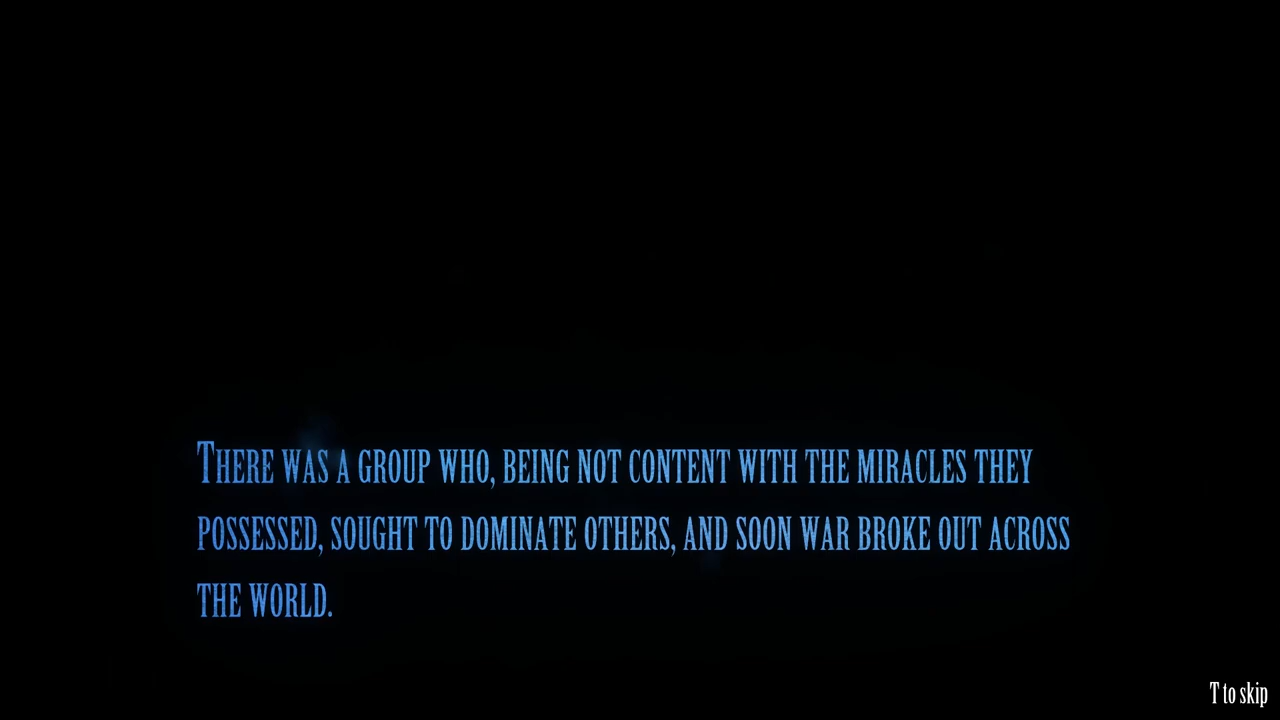 There was a group who, being not content with the miracles they
possessed, sought to dominate others, and soon war broke out across
the world.
T to skip